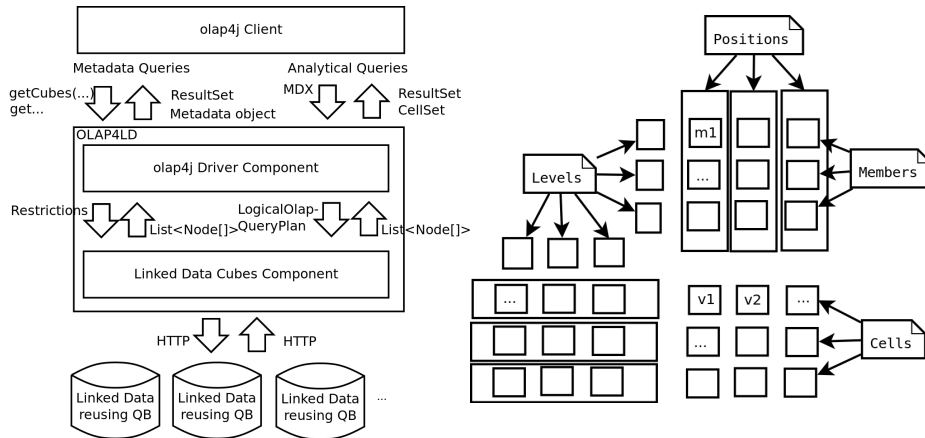 olap4j Client
Metadata Queries
Analytical Queries
getCubes(...)
get...
ResultSet
Metadata object
MDX
ResultSet
CellSet
OLAP4LD
olap4j Driver Component
Restrictions
List<Node[]>
LogicalOlap-
QueryPlan
List<Node[]>
Linked Data Cubes Component
HTTP
HTTP
Linked Data
reusing QB
Linked Data
reusing QB
Linked Data
reusing QB
...
Positions
m1
...
Members
Levels
...
v1
v2
...
...
Cells